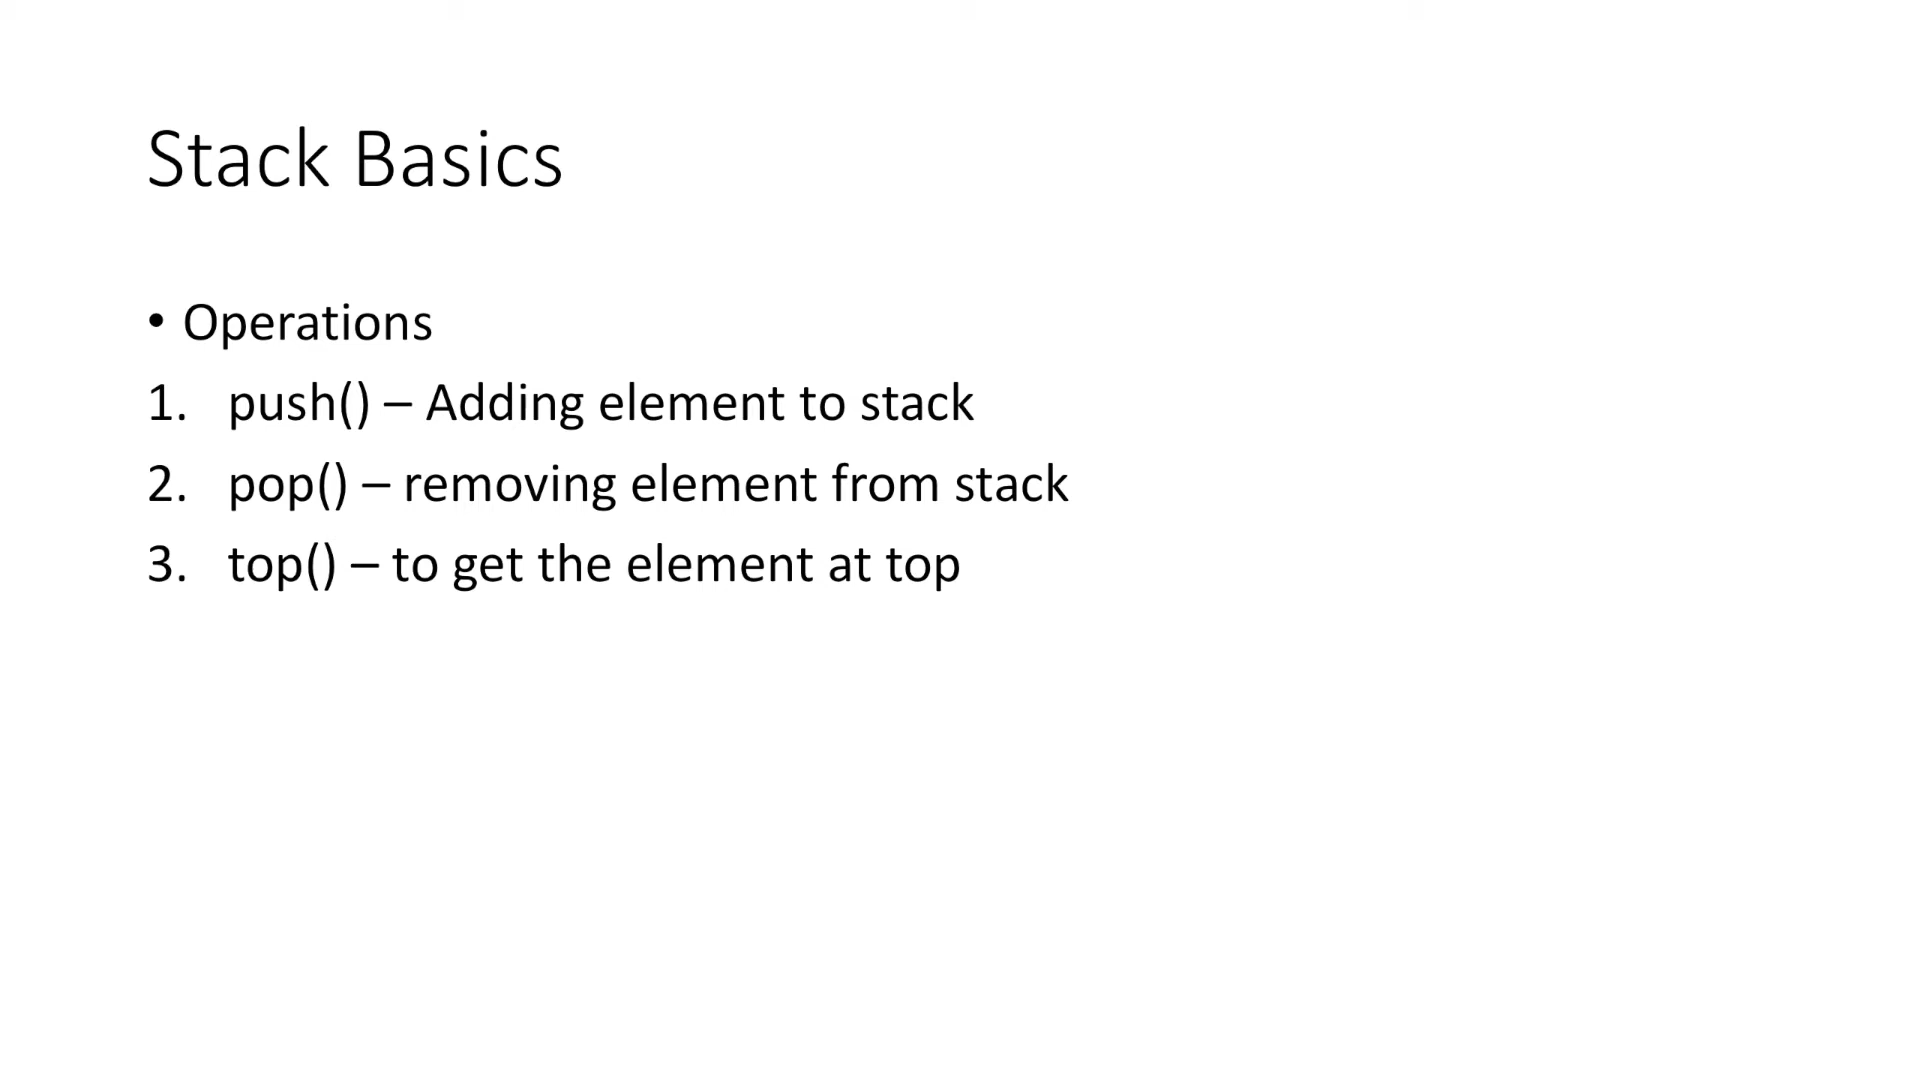 Stack Basics
• Operations
1. push() – Adding element to stack
2. pop() – removing element from stack
3. top() – to get the element at top